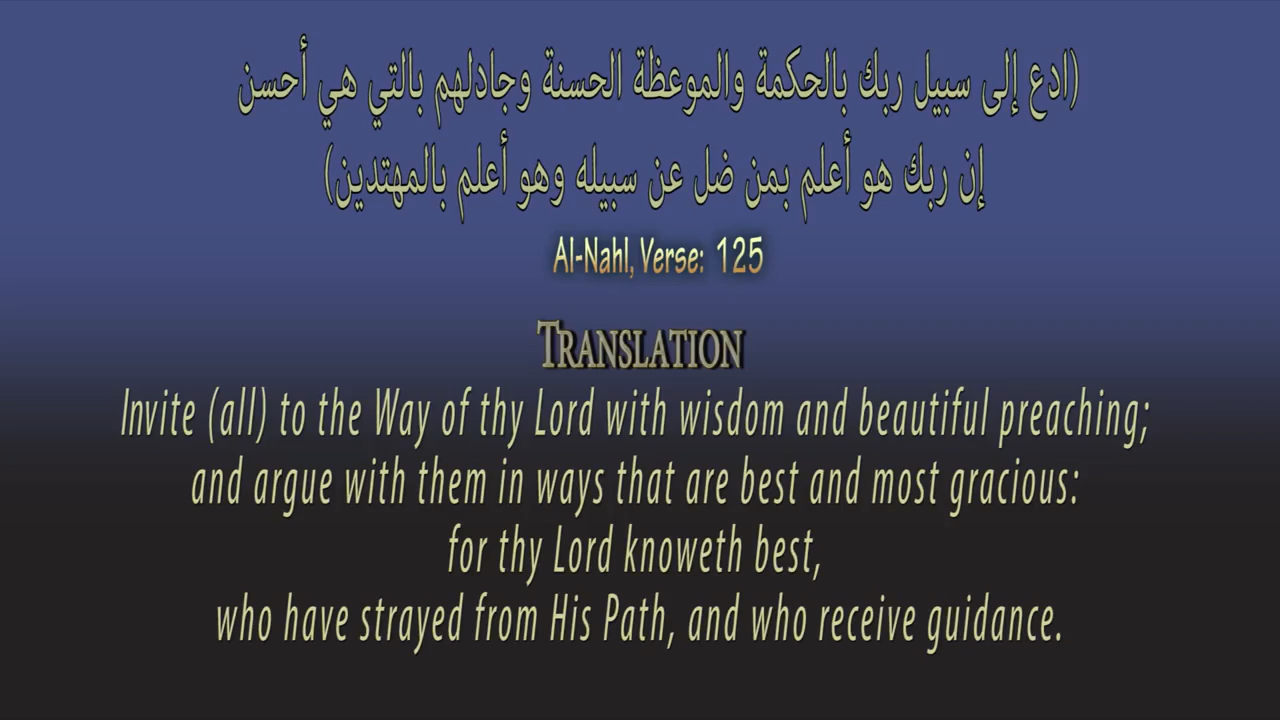 (ادع إلى سبيل ربك بالحكمة والموعظة الحسنة وجادلهم بالتي هي أحسن
إن ربك هو أعلم بمن ضل عن سبيله وهو أعلم بالمهتدين)
Al-Nahl, Verse: 125
TRANSLATION
Invite (all) to the Way of thy Lord with wisdom and beautiful preaching;
and argue with them in ways that are best and most gracious:
for thy Lord knoweth best,
who have strayed from His Path, and who receive guidance.